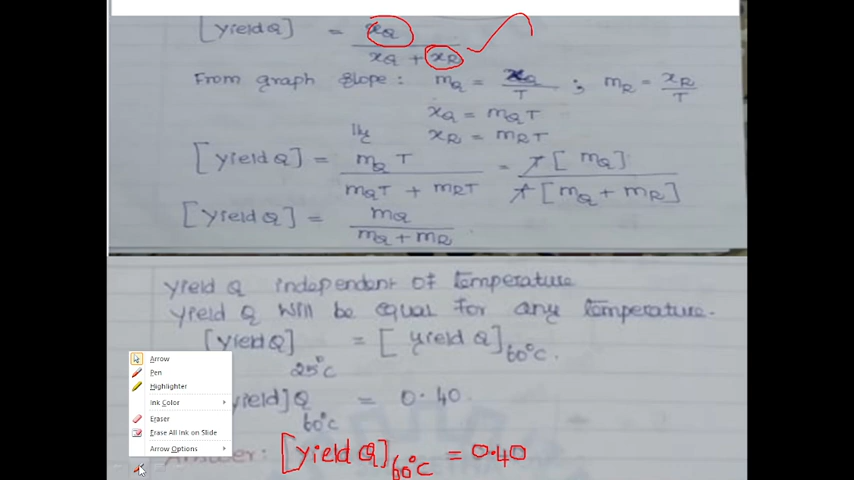 [yield Q] = xQ / xQ + xR
From graph slope: mQ = xQ / T ; mR = xR / T
xQ = mQT
xR = mRT
[yield Q] = mQ T / mQT + mRT = T[mQ] / T[mQ + mR]
[yield Q] = mQ / mQ + mR
yield Q independent of temperature
yield Q will be equal for any temperature.
[yield Q] 25°C = [yield Q] 60°C.
yield]Q 60°C = 0.40
Answer: [yield Q] 60°C = 0.40
Arrow
Pen
Highlighter
Ink Color
Eraser
Erase All Ink on Slide
Arrow Options